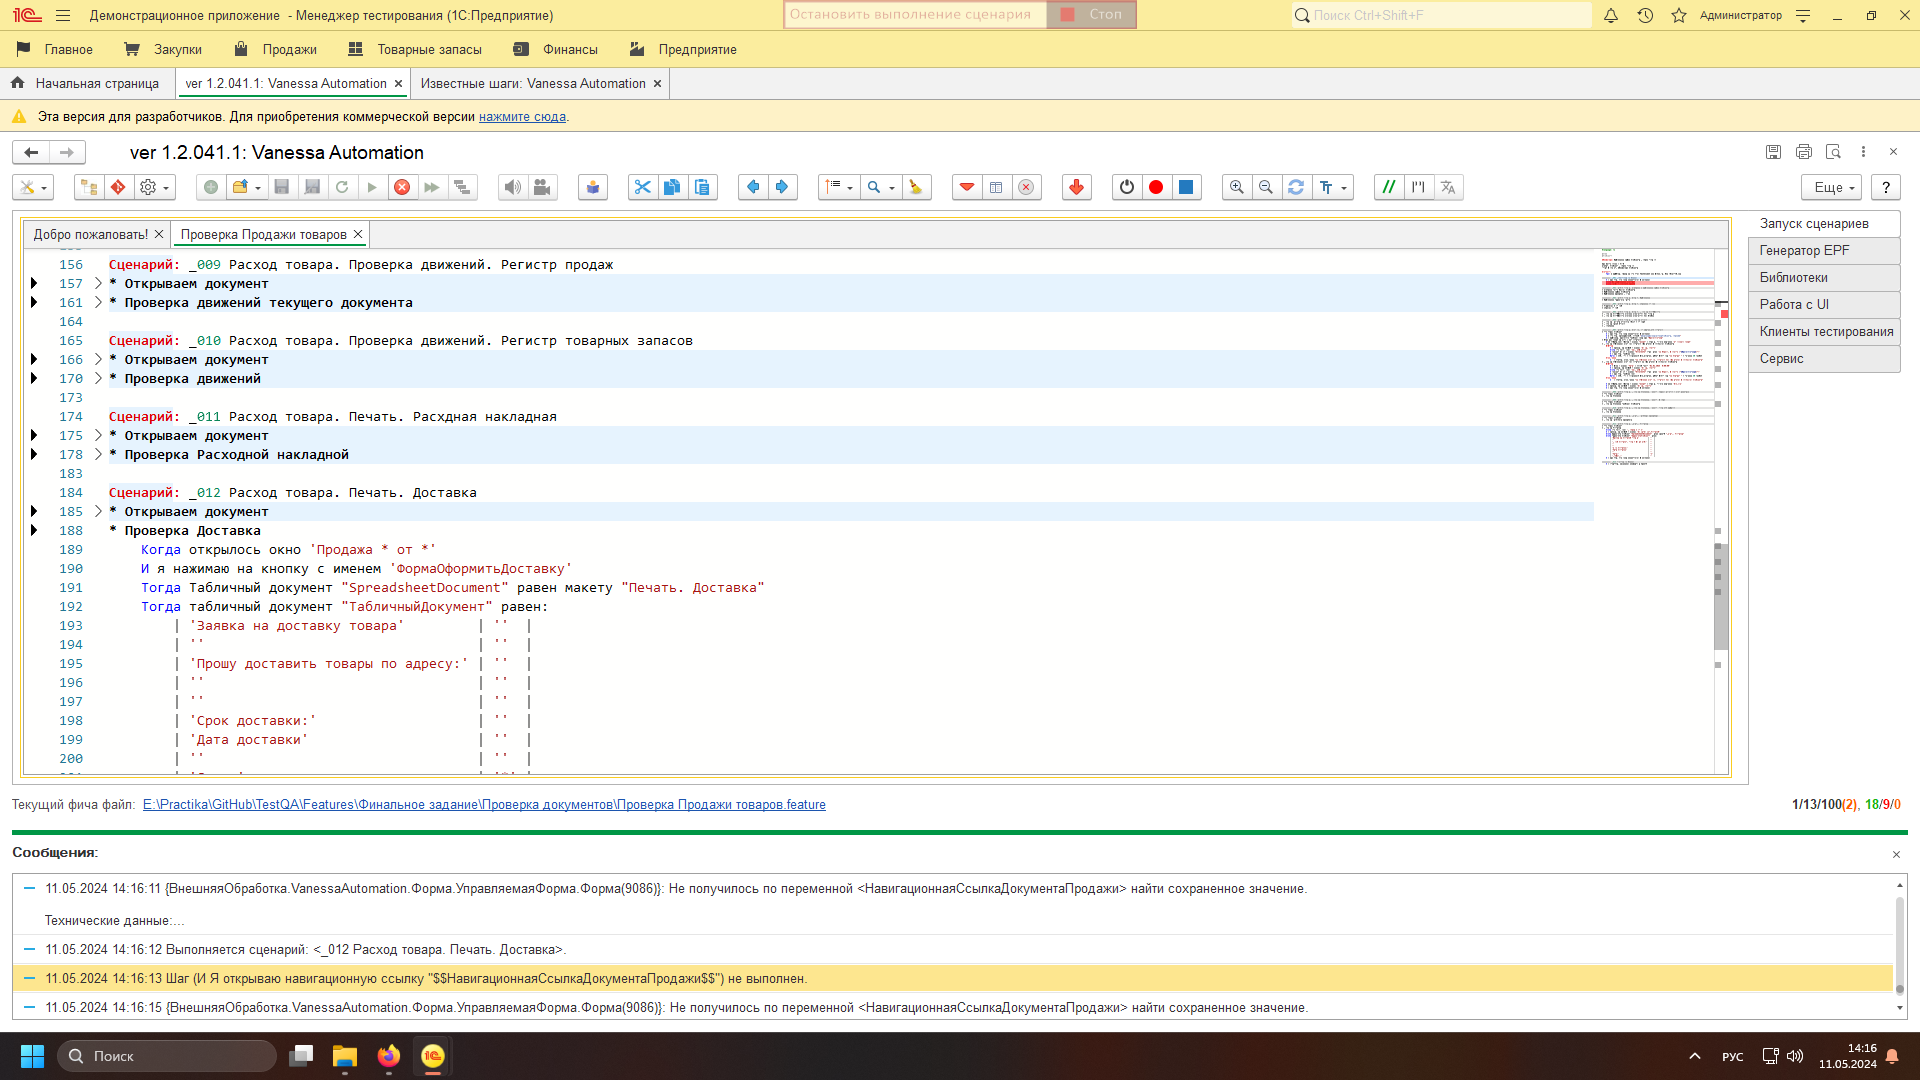 Демонстрационное приложение - Менеджер тестирования (1С:Предприятие)
Остановить выполнение сценария
Стоп
Поиск Ctrl+Shift+F
Администратор
Главное
Закупки
Продажи
Товарные запасы
Финансы
Предприятие
Начальная страница
ver 1.2.041.1: Vanessa Automation
Известные шаги: Vanessa Automation
Эта версия для разработчиков. Для приобретения коммерческой версии нажмите сюда.
ver 1.2.041.1: Vanessa Automation
Еще
?
Добро пожаловать!
Проверка Продажи товаров
Запуск сценариев
Генератор EPF
Библиотеки
Работа с UI
Клиенты тестирования
Сервис
156 Сценарий: _009 Расход товара. Проверка движений. Регистр продаж
157 * Открываем документ
161 * Проверка движений текущего документа
164
165 Сценарий: _010 Расход товара. Проверка движений. Регистр товарных запасов
166 * Открываем документ
170 * Проверка движений
173
174 Сценарий: _011 Расход товара. Печать. Расхдная накладная
175 * Открываем документ
178 * Проверка Расходной накладной
183
184 Сценарий: _012 Расход товара. Печать. Доставка
185 * Открываем документ
188 * Проверка Доставка
189 Когда открылось окно 'Продажа * от *'
190 И я нажимаю на кнопку с именем 'ФормаОформитьДоставку'
191 Тогда Табличный документ "SpreadsheetDocument" равен макету "Печать. Доставка"
192 Тогда табличный документ "ТабличныйДокумент" равен:
193 | 'Заявка на доставку товара' | '' |
194 | '' | '' |
195 | 'Прошу доставить товары по адресу:' | '' |
196 | '' | '' |
197 | '' | '' |
198 | 'Срок доставки:' | '' |
199 | 'Дата доставки' | '' |
200 | '' | '' |
Текущий фича файл: E:\Practika\GitHub\TestQA\Features\Финальное задание\Проверка документов\Проверка Продажи товаров.feature
1/13/100(2), 18/9/0
Сообщения:
11.05.2024 14:16:11 {ВнешняяОбработка.VanessaAutomation.Форма.УправляемаяФорма.Форма(9086)}: Не получилось по переменной <НавигационнаяСсылкаДокументаПродажи> найти сохраненное значение.
Технические данные:...
11.05.2024 14:16:12 Выполняется сценарий: <_012 Расход товара. Печать. Доставка>.
11.05.2024 14:16:13 Шаг (И Я открываю навигационную ссылку "$$НавигационнаяСсылкаДокументаПродажи$$") не выполнен.
11.05.2024 14:16:15 {ВнешняяОбработка.VanessaAutomation.Форма.УправляемаяФорма.Форма(9086)}: Не получилось по переменной <НавигационнаяСсылкаДокументаПродажи> найти сохраненное значение.
Поиск
РУС
14:16
11.05.2024